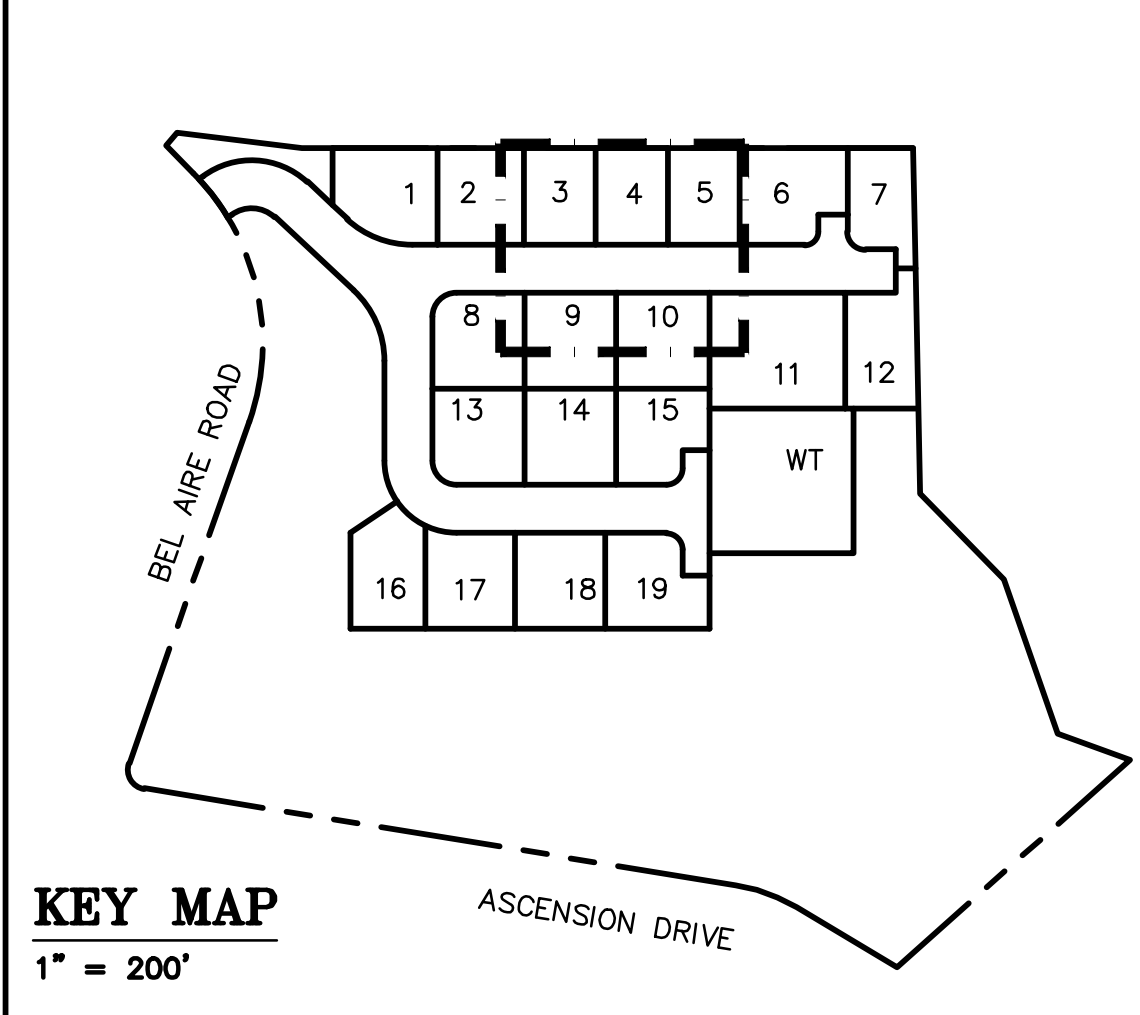 1 2 3 4 5 6 7
8 9 10 11 12
13 14 15
WT
16 17 18 19
BEL AIRE ROAD
ASCENSION DRIVE
KEY MAP
1" = 200'